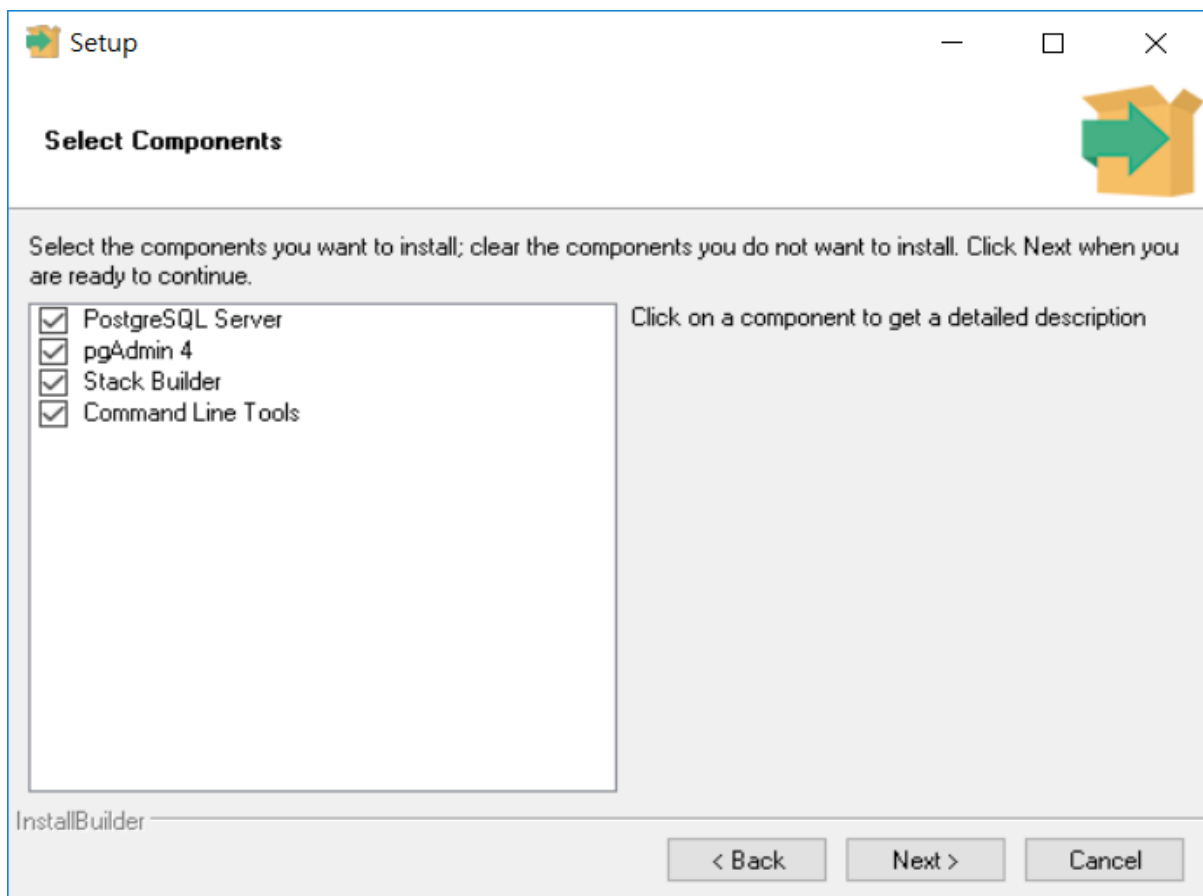 Setup
Select Components
Select the components you want to install; clear the components you do not want to install. Click Next when you
are ready to continue.
PostgreSQL Server
Click on a component to get a detailed description
pgAdmin 4
Stack Builder
Command Line Tools
InstallBuilder
< Back
Next >
Cancel